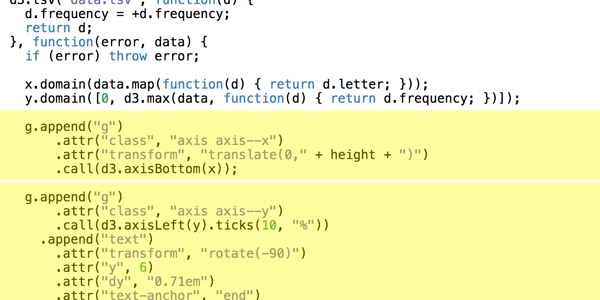 d3.tsv("data.tsv", function(d) {
  d.frequency = +d.frequency;
  return d;
}, function(error, data) {
  if (error) throw error;

  x.domain(data.map(function(d) { return d.letter; }));
  y.domain([0, d3.max(data, function(d) { return d.frequency; })]);

  g.append("g")
      .attr("class", "axis axis--x")
      .attr("transform", "translate(0," + height + ")")
      .call(d3.axisBottom(x));

  g.append("g")
      .attr("class", "axis axis--y")
      .call(d3.axisLeft(y).ticks(10, "%"))
    .append("text")
      .attr("transform", "rotate(-90)")
      .attr("y", 6)
      .attr("dy", "0.71em")
      .attr("text-anchor", "end")